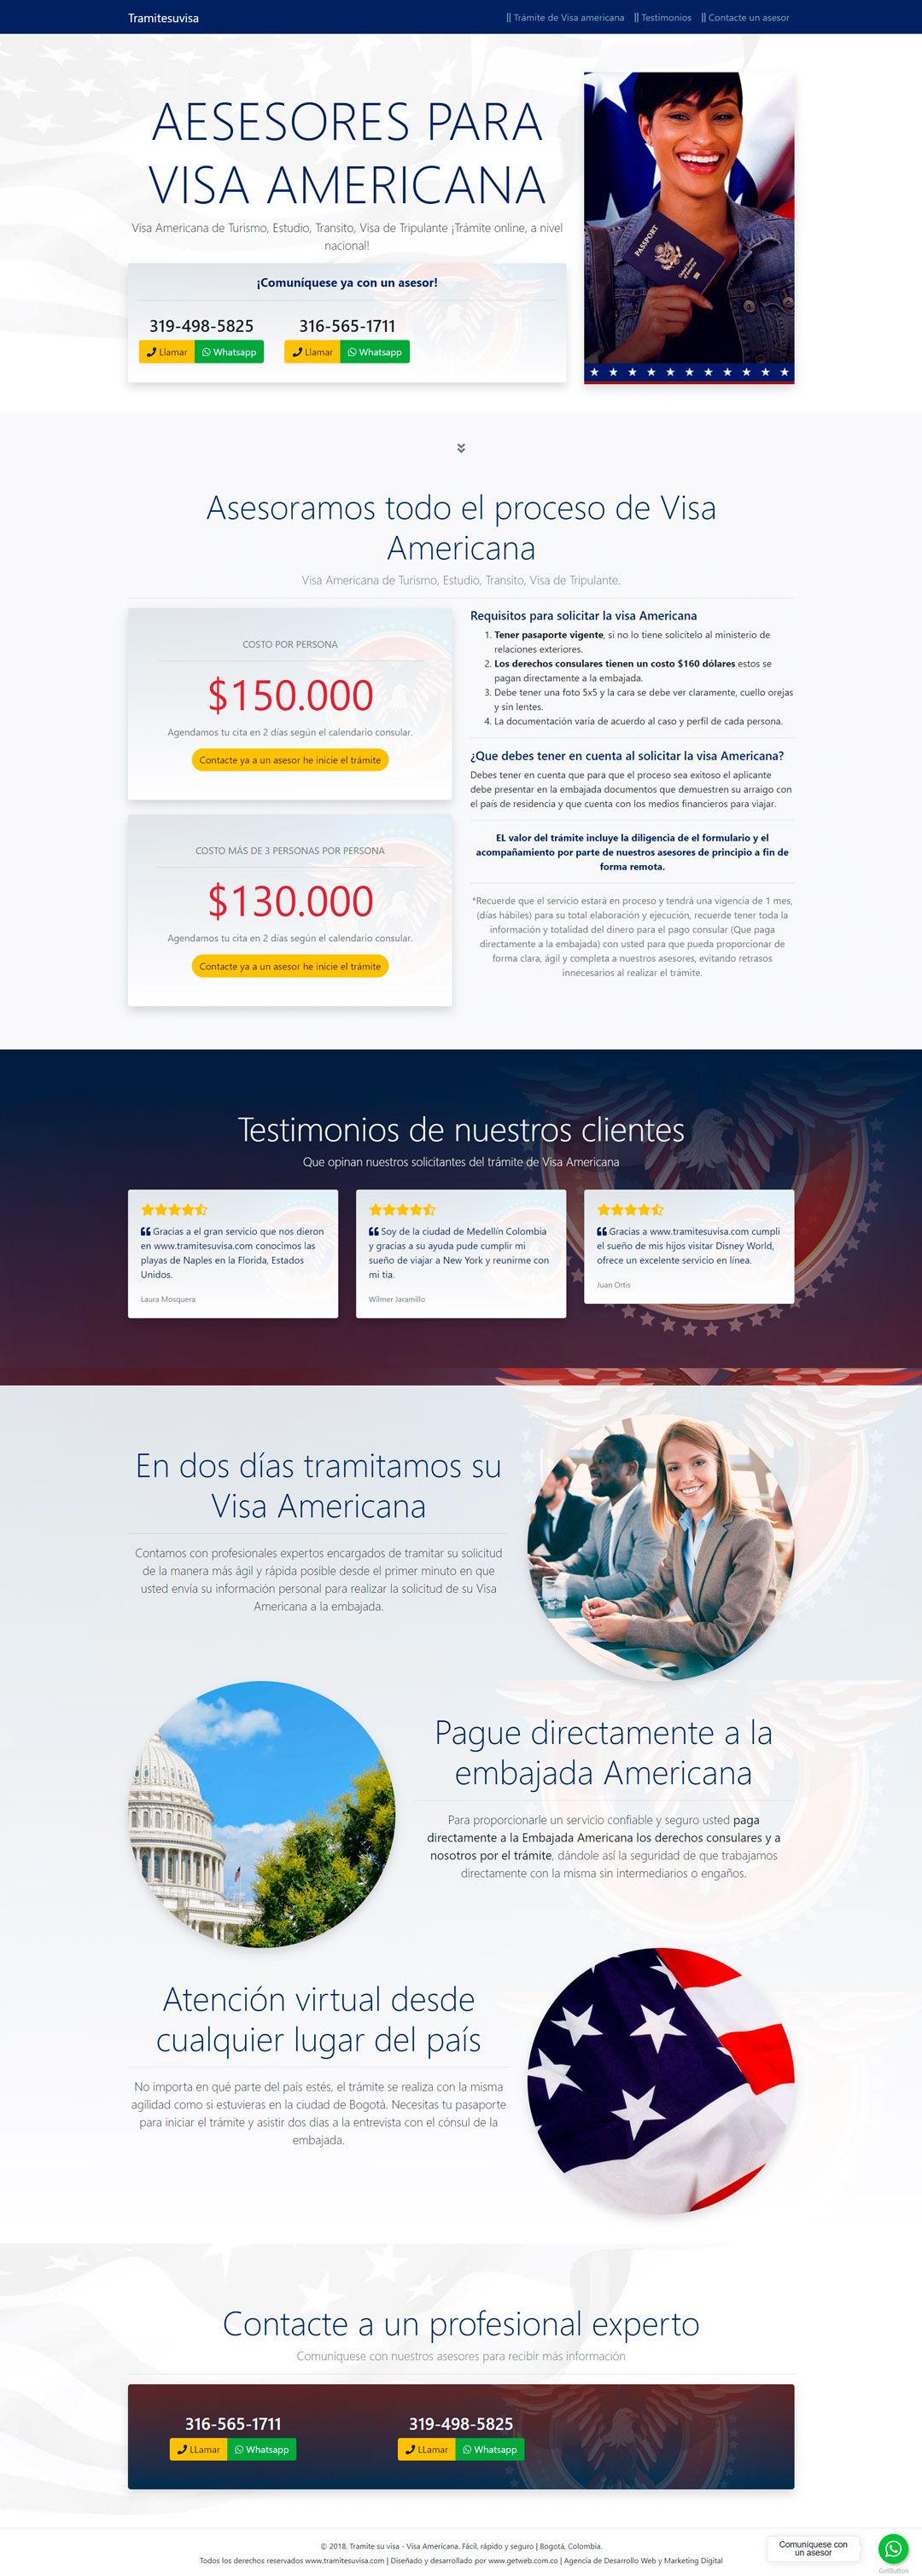 Tramitesuvisa
|| Trámite de Visa americana || Testimonios || Contacte un asesor
AESESORES PARA
VISA AMERICANA
Visa Americana de Turismo, Estudio, Transito, Visa de Tripulante ¡Trámite online, a nivel
nacional!
PASSPORT
¡Comuníquese ya con un asesor!
319-498-5825 316-565-1711
Llamar Whatsapp Llamar Whatsapp
Asesoramos todo el proceso de Visa
Americana
Visa Americana de Turismo, Estudio, Transito, Visa de Tripulante.
COSTO POR PERSONA
$150.000
Agendamos tu cita en 2 días según el calendario consular.
Contacte ya a un asesor he inicie el trámite
COSTO MÁS DE 3 PERSONAS POR PERSONA
$130.000
Agendamos tu cita en 2 días según el calendario consular.
Contacte ya a un asesor he inicie el trámite
Requisitos para solicitar la visa Americana
1. Tener pasaporte vigente, si no lo tiene solicítelo al ministerio de
relaciones exteriores.
2. Los derechos consulares tienen un costo $160 dólares estos se
pagan directamente a la embajada.
3. Debe tener una foto 5x5 y la cara se debe ver claramente, cuello orejas
y sin lentes.
4. La documentación varia de acuerdo al caso y perfil de cada persona.
¿Que debes tener en cuenta al solicitar la visa Americana?
Debes tener en cuenta que para que el proceso sea exitoso el aplicante
debe presentar en la embajada documentos que demuestren su arraigo con
el país de residencia y que cuenta con los medios financieros para viajar.
EL valor del trámite incluye la diligencia de el formulario y el
acompañamiento por parte de nuestros asesores de principio a fin de
forma remota.
*Recuerde que el servicio estará en proceso y tendrá una vigencia de 1 mes,
(días hábiles) para su total elaboración y ejecución, recuerde tener toda la
información y totalidad del dinero para el pago consular (Que paga
directamente a la embajada) con usted para que pueda proporcionar de
forma clara, ágil y completa a nuestros asesores, evitando retrasos
innecesarios al realizar el trámite.
Testimonios de nuestros clientes
Que opinan nuestros solicitantes del trámite de Visa Americana
Gracias a el gran servicio que nos dieron
en www.tramitesuvisa.com conocimos las
playas de Naples en la Florida, Estados
Unidos.
Laura Mosquera
Soy de la ciudad de Medellín Colombia
y gracias a su ayuda pude cumplir mi
sueño de viajar a New York y reunirme con
mi tia.
Wilmer Jaramillo
Gracias a www.tramitesuvisa.com cumpli
el sueño de mis hijos visitar Disney World,
ofrece un excelente servicio en línea.
Juan Ortis
En dos días tramitamos su
Visa Americana
Contamos con profesionales expertos encargados de tramitar su solicitud
de la manera más ágil y rápida posible desde el primer minuto en que
usted envía su información personal para realizar la solicitud de su Visa
Americana a la embajada.
Pague directamente a la
embajada Americana
Para proporcionarle un servicio confiable y seguro usted paga
directamente a la Embajada Americana los derechos consulares y a
nosotros por el trámite, dándole así la seguridad de que trabajamos
directamente con la misma sin intermediarios o engaños.
Atención virtual desde
cualquier lugar del país
No importa en qué parte del país estés, el trámite se realiza con la misma
agilidad como si estuvieras en la ciudad de Bogotá. Necesitas tu pasaporte
para iniciar el trámite y asistir dos días a la entrevista con el cónsul de la
embajada.
Contacte a un profesional experto
Comuníquese con nuestros asesores para recibir más información
316-565-1711 319-498-5825
LLamar Whatsapp LLamar Whatsapp
© 2018, Tramite su visa - Visa Americana. Fácil, rápido y seguro | Bogotá, Colombia.
Todos los derechos reservados www.tramitesuvisa.com | Diseñado y desarrollado por www.getweb.com.co | Agencia de Desarrollo Web y Marketing Digital
Comuníquese con
un asesor
GetButton